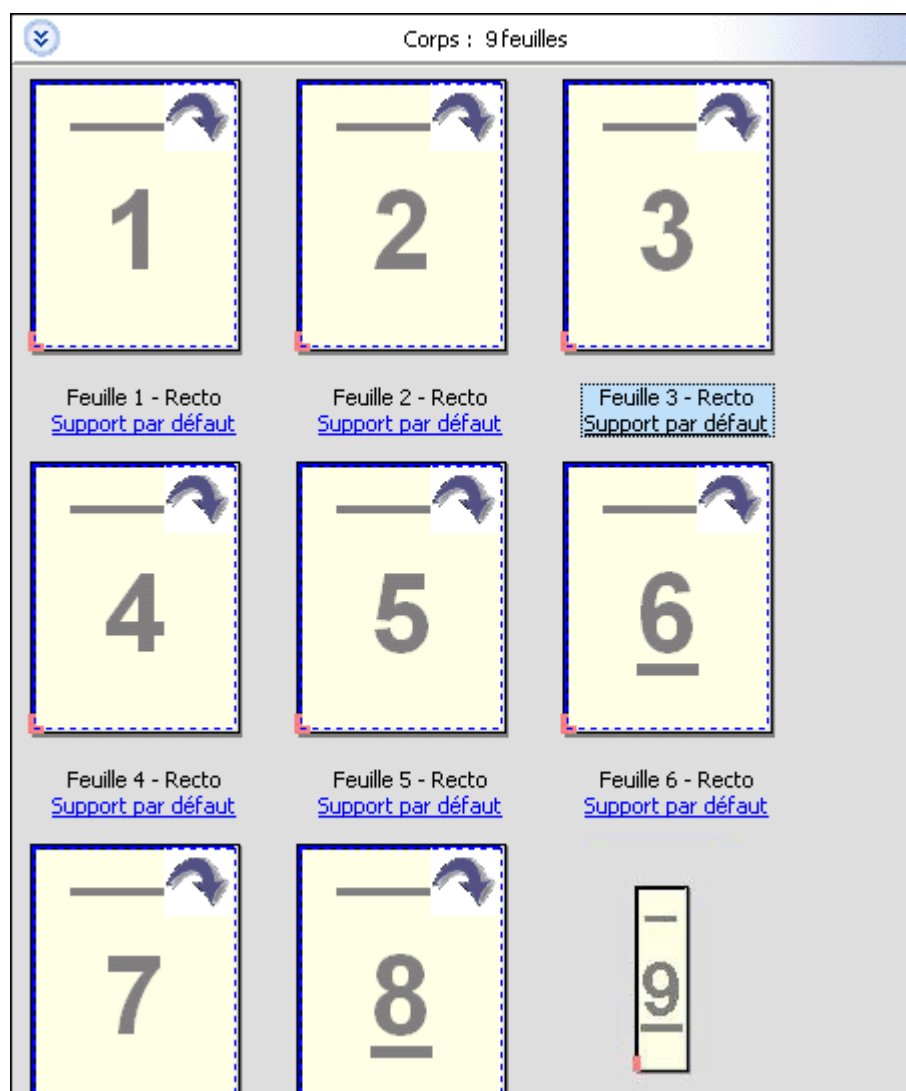 Corps : 9 feuilles
1 2 3
Feuille 1 - Recto Feuille 2 - Recto Feuille 3 - Recto
Support par défaut Support par défaut Support par défaut
4 5 6
Feuille 4 - Recto Feuille 5 - Recto Feuille 6 - Recto
Support par défaut Support par défaut Support par défaut
7 8 9